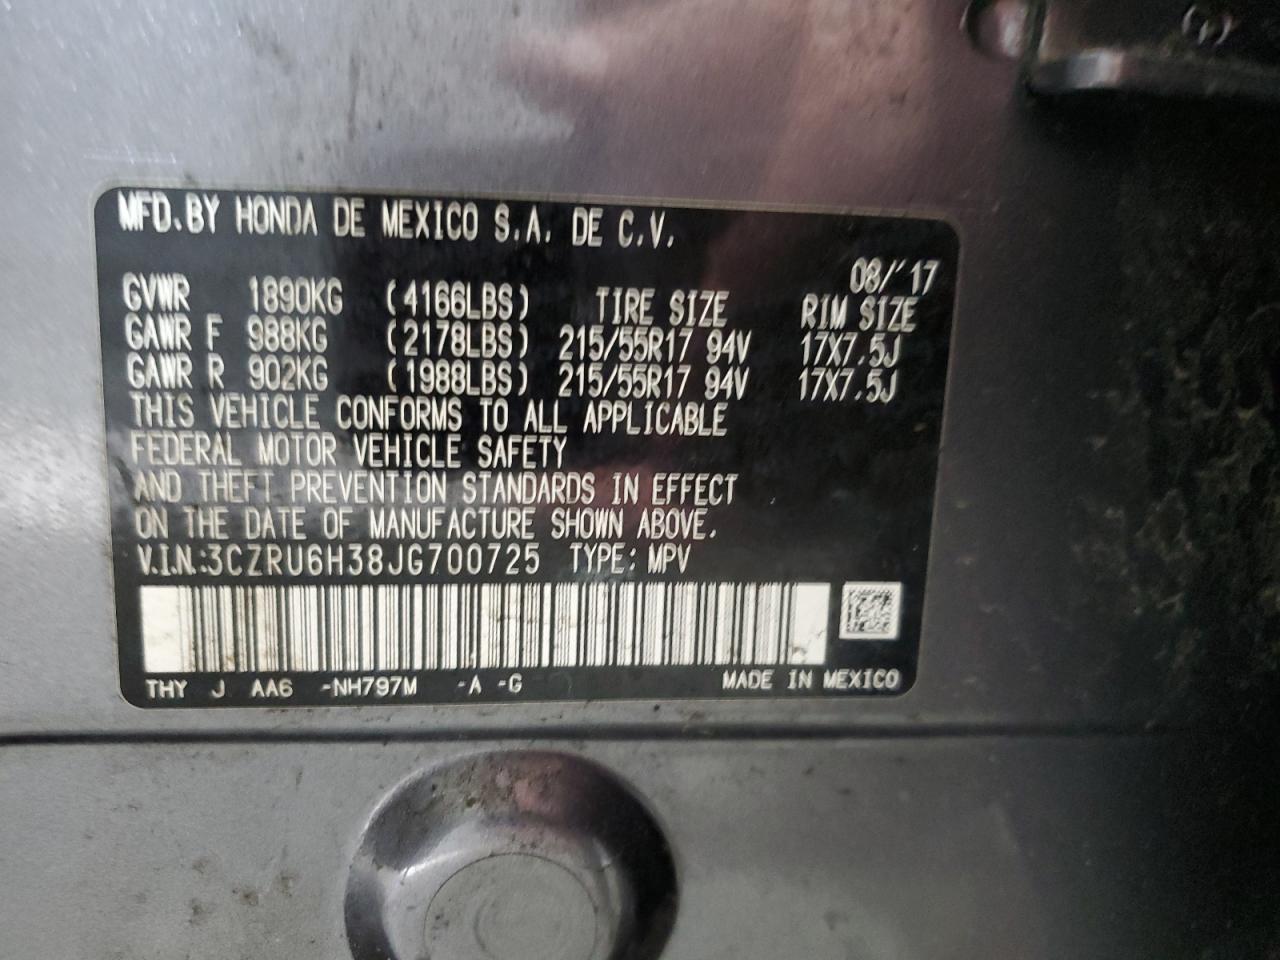 MFD.BY HONDA DE MEXICO S.A. DE C.V.
08/'17
GVWR 1890KG (4166LBS) TIRE SIZE RIM SIZE
GAWR F 988KG (2178LBS) 215/55R17 94V 17X7.5J
GAWR R 902KG (1988LBS) 215/55R17 94V 17X7.5J
THIS VEHICLE CONFORMS TO ALL APPLICABLE
FEDERAL MOTOR VEHICLE SAFETY
AND THEFT PREVENTION STANDARDS IN EFFECT
ON THE DATE OF MANUFACTURE SHOWN ABOVE.
V.I.N.:3CZRU6H38JG700725 TYPE: MPV
THY J AA6 -NH797M -A -G MADE IN MEXICO